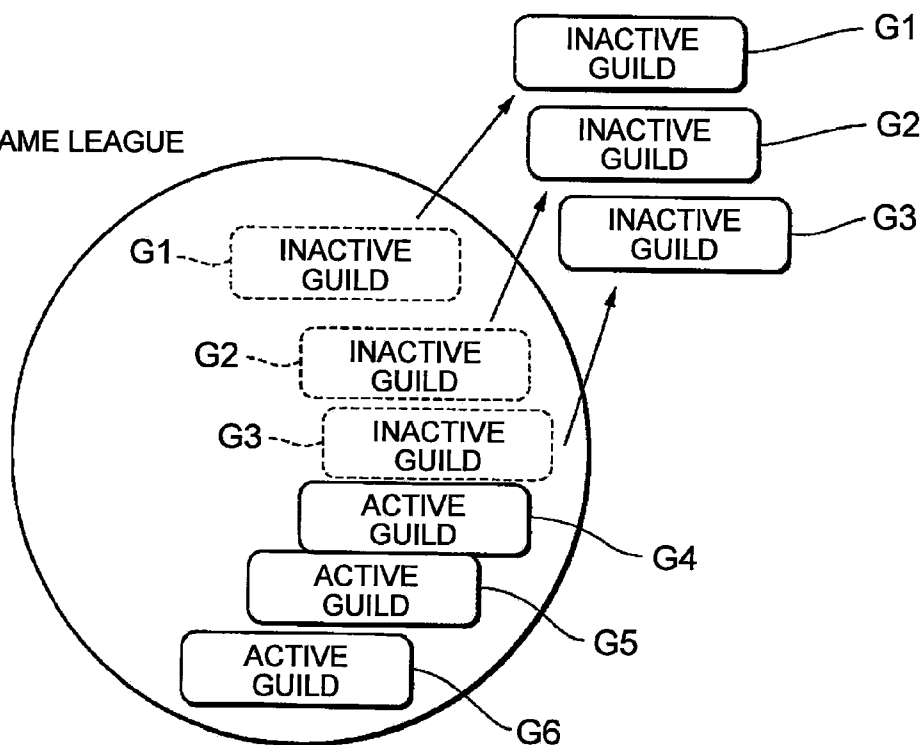 INACTIVE
GUILD
G1
INACTIVE
GUILD
G2
AME LEAGUE
INACTIVE
GUILD
G3
G1
INACTIVE
GUILD
G2
INACTIVE
GUILD
G3
INACTIVE
GUILD
ACTIVE
GUILD
G4
ACTIVE
GUILD
G5
ACTIVE
GUILD
G6